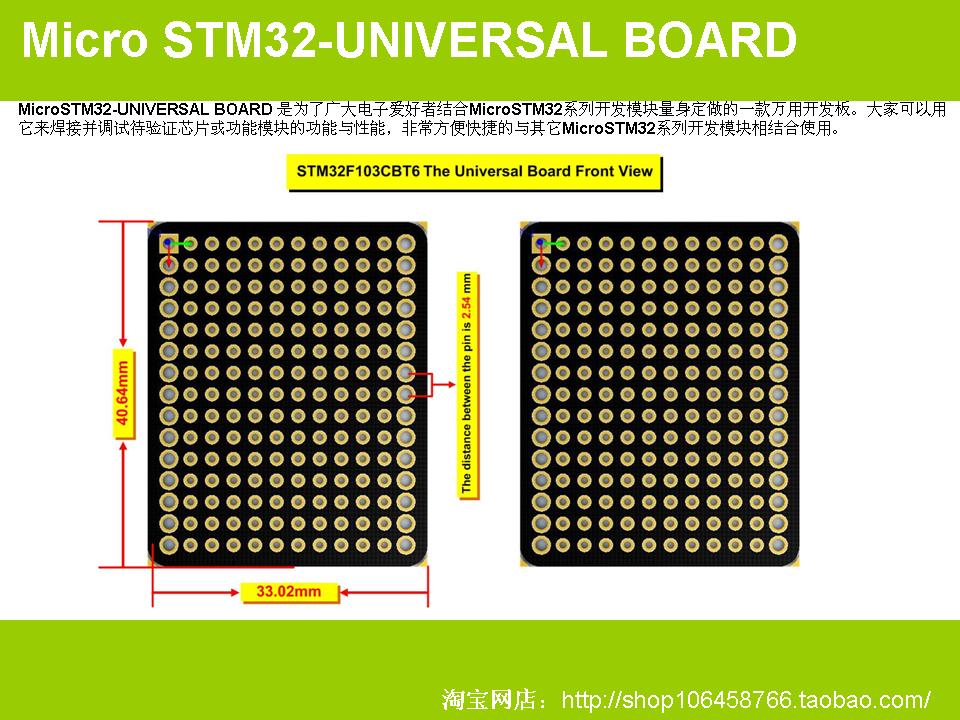 Micro STM32-UNIVERSAL BOARD
MicroSTM32-UNIVERSAL BOARD 是为了广大电子爱好者结合MicroSTM32系列开发模块量身定做的一款万用开发板。大家可以用
它来焊接并调试待验证芯片或功能模块的功能与性能，非常方便快捷的与其它MicroSTM32系列开发模块相结合使用。
STM32F103CBT6 The Universal Board Front View
40.64mm
The distance between the pin is 2.54 mm
33.02mm
淘宝网店：http://shop106458766.taobao.com/